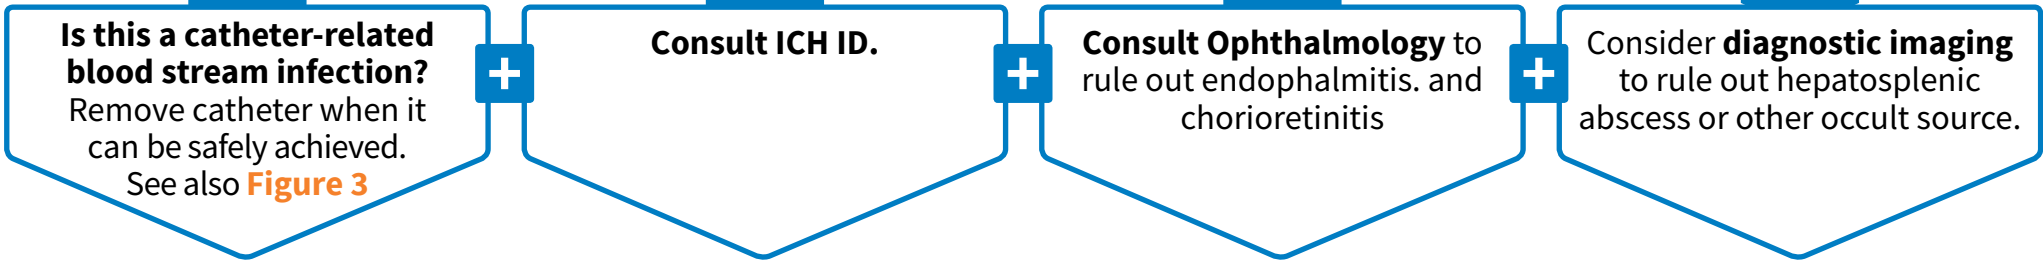 Is this a catheter-related
blood stream infection?
Remove catheter when it
can be safely achieved.
See also Figure 3
+
Consult ICH ID.
+
Consult Ophthalmology to
rule out endophalmitis. and
chorioretinitis
+
Consider diagnostic imaging
to rule out hepatosplenic
abscess or other occult source.